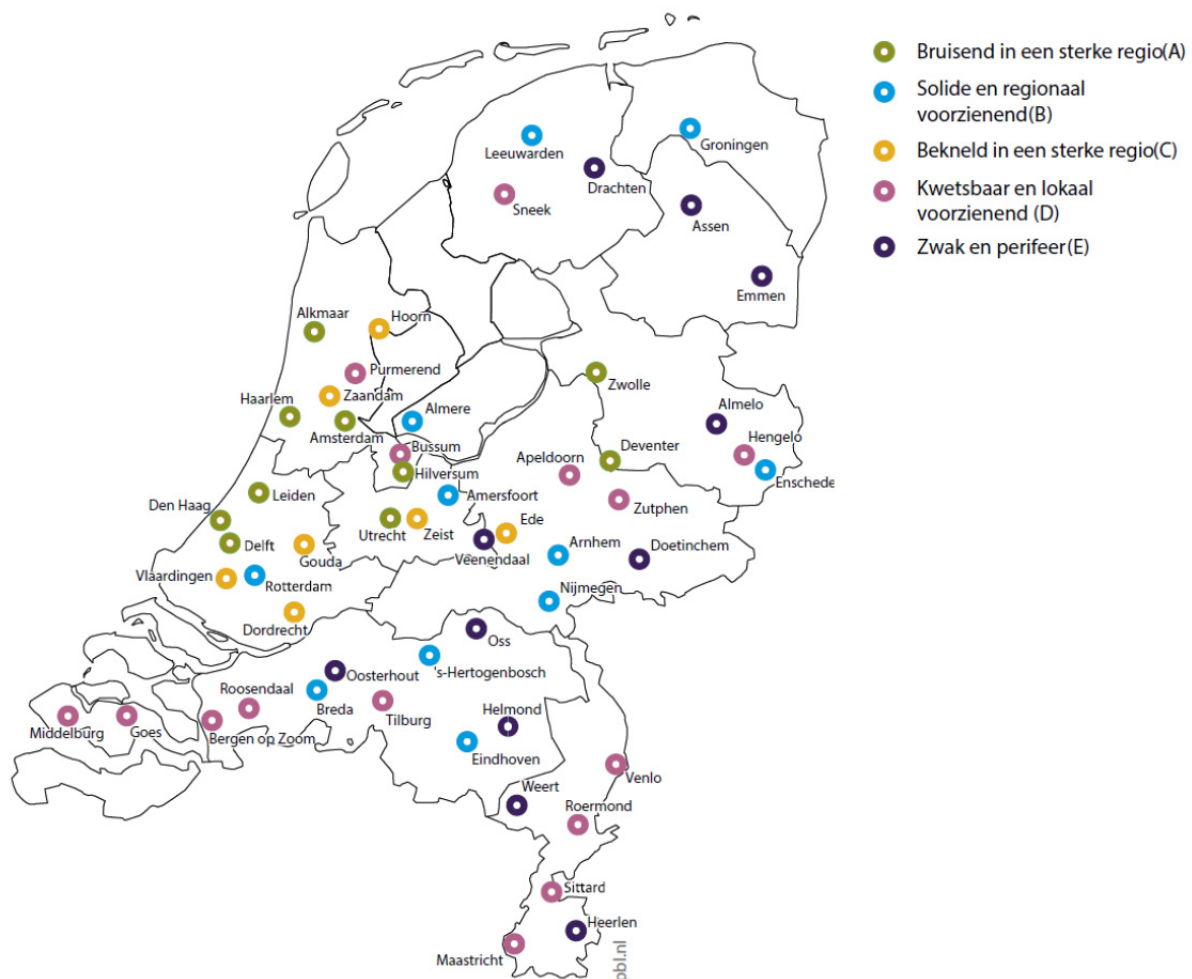 Bruisend in een sterke regio(A)
Solide en regionaal
voorzienend(B)
Bekneld in een sterke regio(C)
Kwetsbaar en lokaal
voorzienend (D)
Zwak en perifeer(E)
Leeuwarden
Groningen
Drachten
Sneek
Assen
Emmen
Alkmaar
Hoorn
Purmerend
Zwolle
Zaandam
Haarlem
Almere
Almelo
Amsterdam
Bussum
Hengelo
Deventer
Apeldoorn
Hilversum
Enschede
Leiden
Amersfoort
Zutphen
Den Haag
Ede
Utrecht
Zeist
Delft
Arnhem
Doetinchem
Gouda
Veenendaal
Vlaardingen
Rotterdam
Nijmegen
Dordrecht
Oss
's-Hertogenbosch
Oosterhout
Roosendaal
Breda
Helmond
Tilburg
Middelburg
Goes
Bergen op Zoom
Eindhoven
Venlo
Weert
Roermond
Sittard
Heerlen
Maastricht
pbl.nl